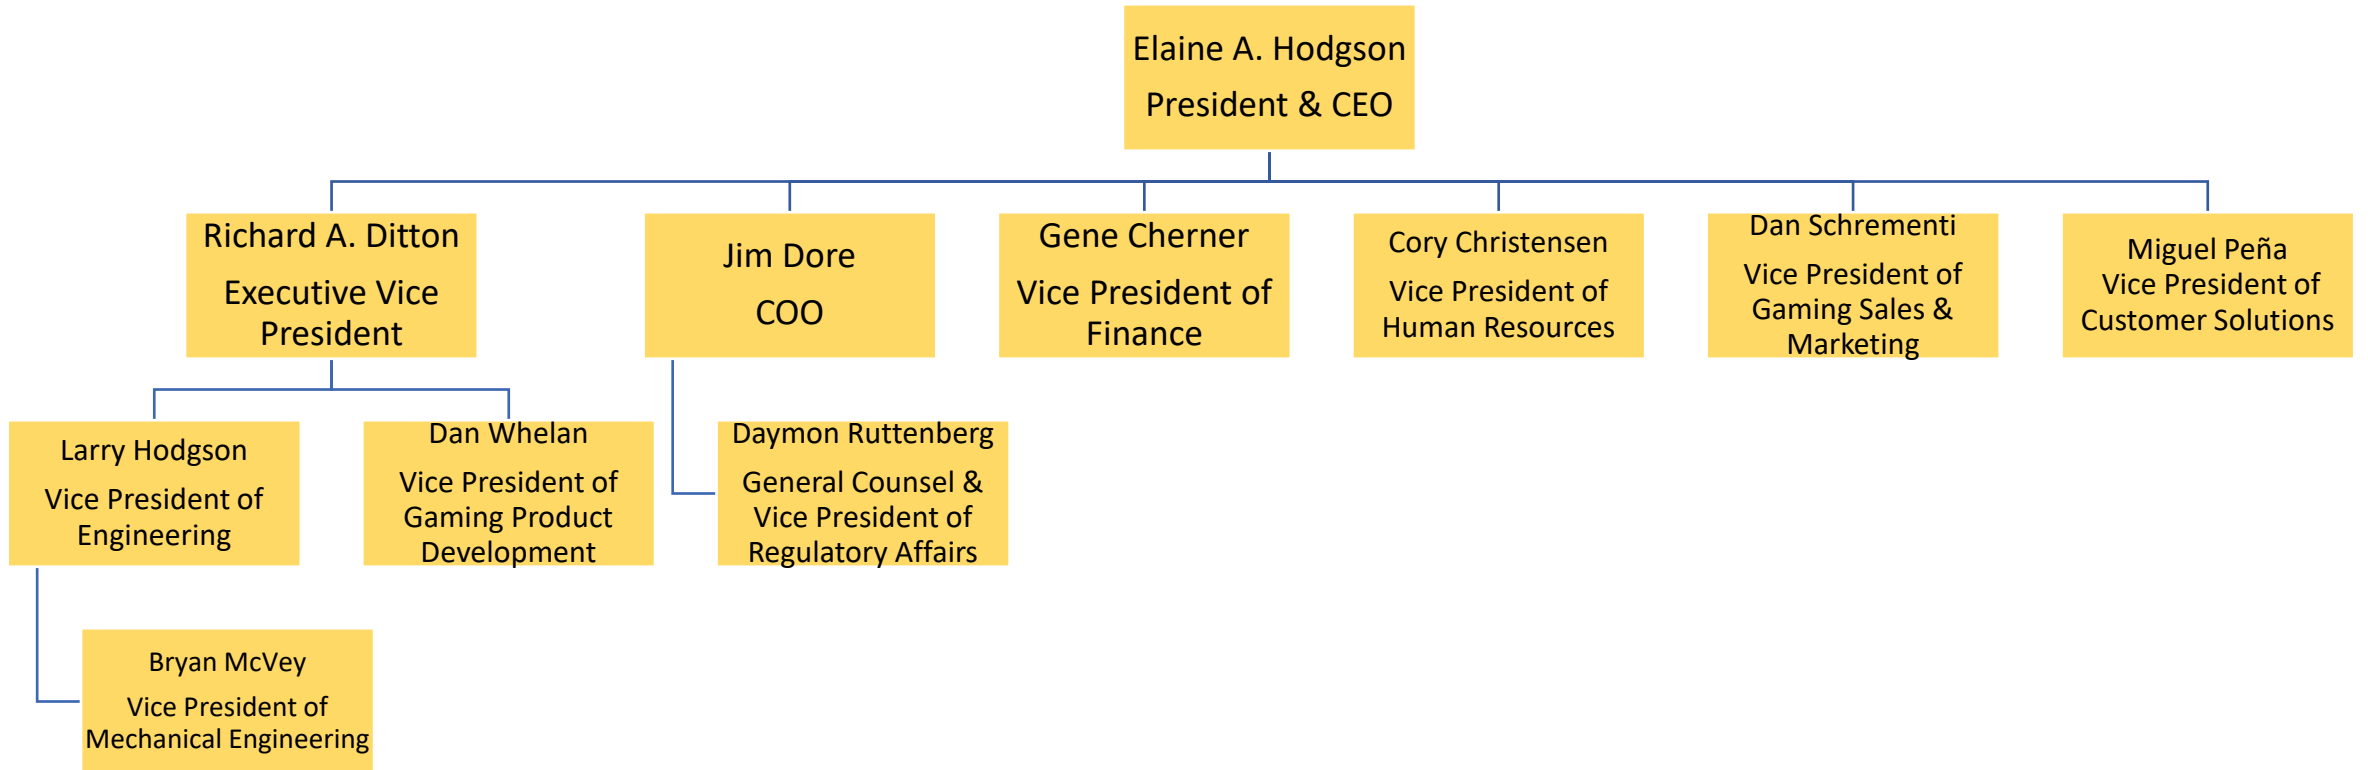 Elaine A. Hodgson
President & CEO
Richard A. Ditton
Executive Vice
President
Jim Dore
COO
Gene Cherner
Vice President of
Finance
Cory Christensen
Vice President of
Human Resources
Dan Schrementi
Vice President of
Gaming Sales &
Marketing
Miguel Peña
Vice President of
Customer Solutions
Larry Hodgson
Vice President of
Engineering
Dan Whelan
Vice President of
Gaming Product
Development
Daymon Ruttenberg
General Counsel &
Vice President of
Regulatory Affairs
Bryan McVey
Vice President of
Mechanical Engineering